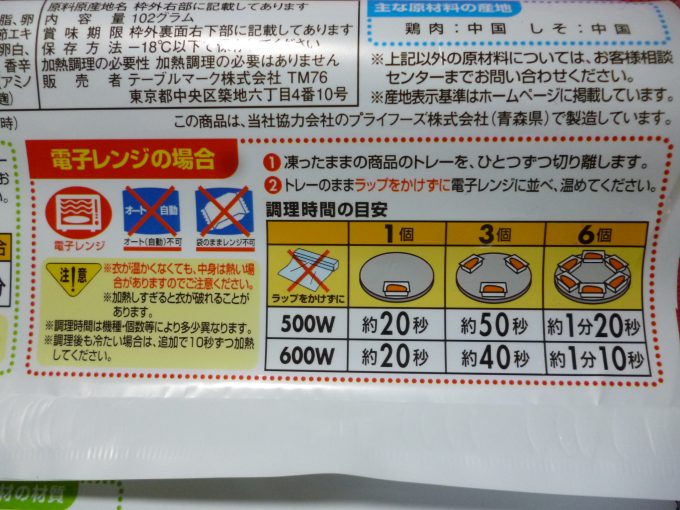 原料原産地名 枠外右部に記載してあります
内容量 102グラム
賞味期限 枠外裏面右下部に記載してあります
保存方法 －18℃以下で
加熱調理の必要性 加熱調理の必要はありません
販売者 テーブルマーク株式会社 TM76
東京都中央区築地六丁目4番10号
脂、卵
節エキ
卵白、
香辛
(アミノ
麹)
主な原材料の産地
鶏肉:中国 しそ:中国
※上記以外の原材料については、お客様相談
センターまでお問い合わせください。
※産地表示基準はホームページに掲載しています。
この商品は、当社協力会社のプライフーズ株式会社(青森県)で製造しています。
時)
電子レンジの場合
1 凍ったままの商品のトレーを、ひとつずつ切り離します。
2 トレーのままラップをかけずに電子レンジに並べ、温めてください。
電子レンジ
オート 自動
オート(自動)不可
袋のままレンジ不可
注!意
※衣が温かくなくても、中身は熱い場
合がありますのでご注意ください。
※加熱しすぎると衣が破れることが
あります。
※調理時間は機種・個数等により多少異なります。
※調理後も冷たい場合は、追加で10秒ずつ加熱
してください。
調理時間の目安
1個 3個 6個
ラップをかけずに
500W 約20秒 約50秒 約1分20秒
600W 約20秒 約40秒 約1分10秒
材の材質